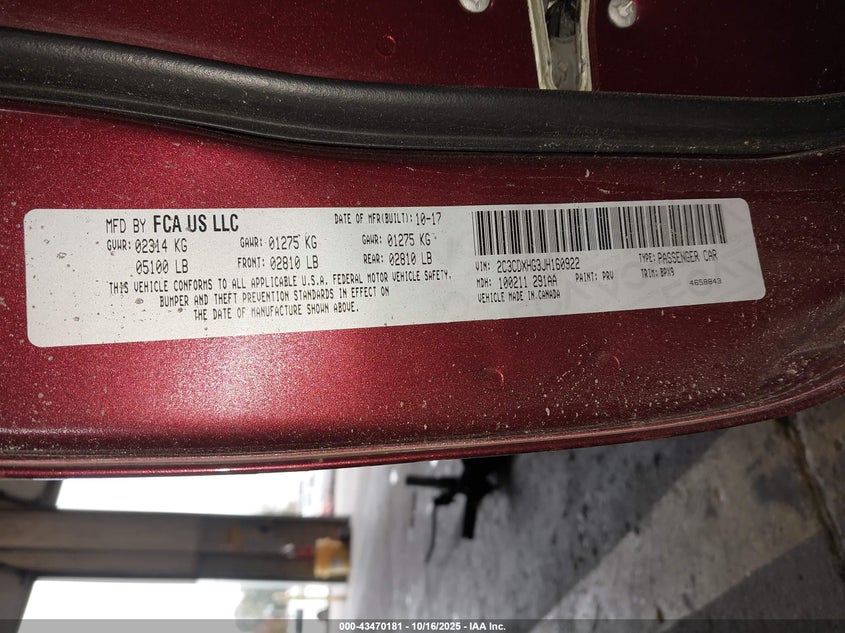 MFD BY FCA US LLC
DATE OF MFR(BUILT): 10-17
GVWR: 02314 KG
GAWR: 01275 KG
GAWR: 01275 KG
05100 LB
FRONT: 02810 LB
REAR: 02810 LB
THIS VEHICLE CONFORMS TO ALL APPLICABLE U.S.A. FEDERAL MOTOR VEHICLE SAFETY,
BUMPER AND THEFT PREVENTION STANDARDS IN EFFECT ON
THE DATE OF MANUFACTURE SHOWN ABOVE.
VIN: 2C3CDXHG3JH160922
TYPE: PASSENGER CAR
MDH: 100211 291AA
PAINT: PRV
TRIM: BPX9
VEHICLE MADE IN CANADA
4658843
000-43470181 - 10/16/2025 - IAA Inc.